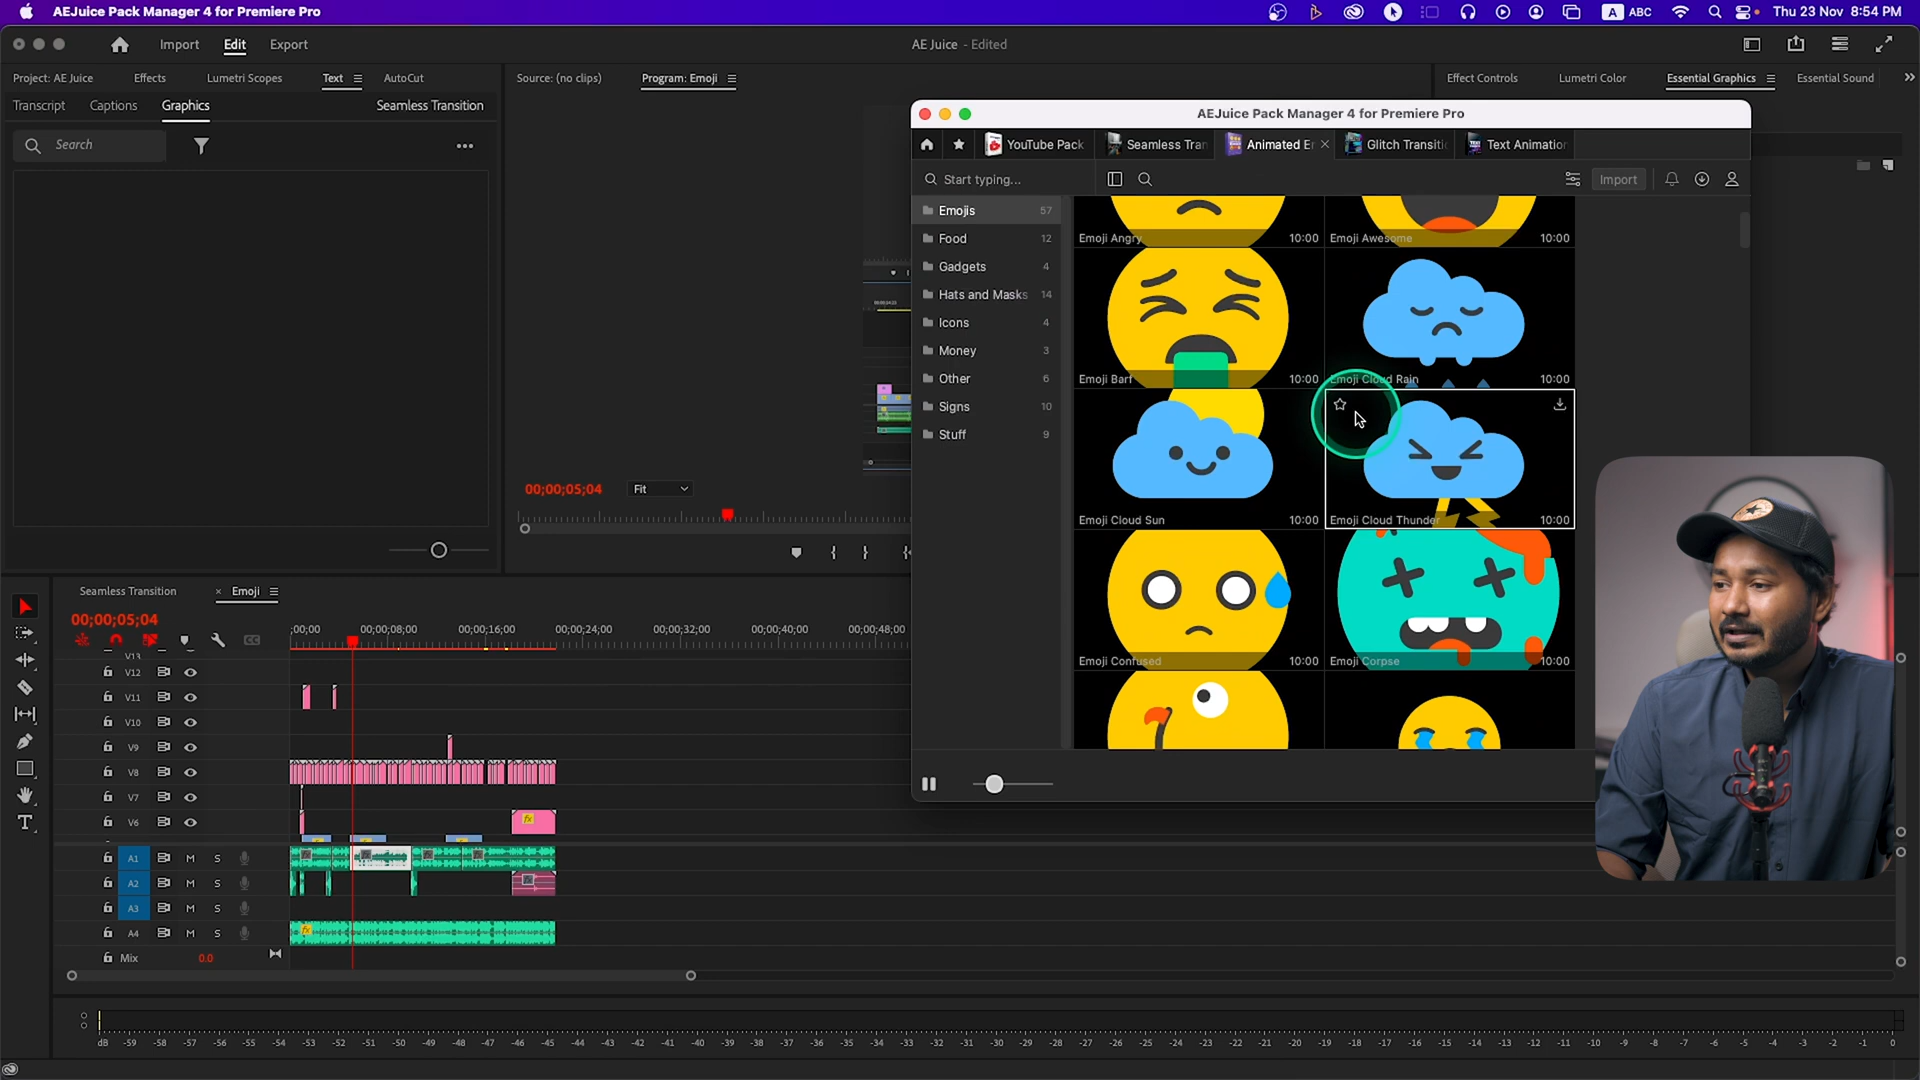 AEJuice Pack Manager 4 for Premiere Pro
A ABC
Thu 23 Nov 8:54 PM
Import
Edit
Export
AE Juice - Edited
Project: AE Juice
Effects
Lumetri Scopes
Text
AutoCut
Source: (no clips)
Program: Emoji
Effect Controls
Lumetri Color
Essential Graphics
Essential Sound
Transcript
Captions
Graphics
Seamless Transition
Search
AEJuice Pack Manager 4 for Premiere Pro
YouTube Pack
Seamless Tran
Animated E
Glitch Transiti
Text Animation
Start typing...
Import
Emojis 57
Food 12
Gadgets 4
Hats and Masks 14
Icons 4
Money 3
Other 6
Signs 10
Stuff 9
Emoji Angry 10:00
Emoji Awesome 10:00
Emoji Barf 10:00
Emoji Cloud Rain 10:00
Emoji Cloud Sun 10:00
Emoji Cloud Thunder 10:00
Emoji Confused 10:00
Emoji Corpse 10:00
00;00;05;04
Fit
Seamless Transition
Emoji
00;00;05;04
;00;00
00;00;08;00
00;00;16;00
00;00;24;00
00;00;32;00
00;00;40;00
00;00;48;00
V13
V12
V11
V10
V9
V8
V7
V6
A1 M S
A2 M S
A3 M S
A4 M S
Mix 0.0
dB -59 -57 -56 -55 -54 -53 -52 -51 -50 -49 -48 -47 -46 -45 -44 -43 -42 -41 -40 -39 -38 -37 -36 -35 -34 -33 -32 -31 -30 -29 -28 -27 -26 -25 -24 -23 -22 -21 -20 -19 -18 -17 -16 -15 -14 -13 -12 -11 -10 -9 -8 -7 -6 -5 -4 -3 -2 -1 0